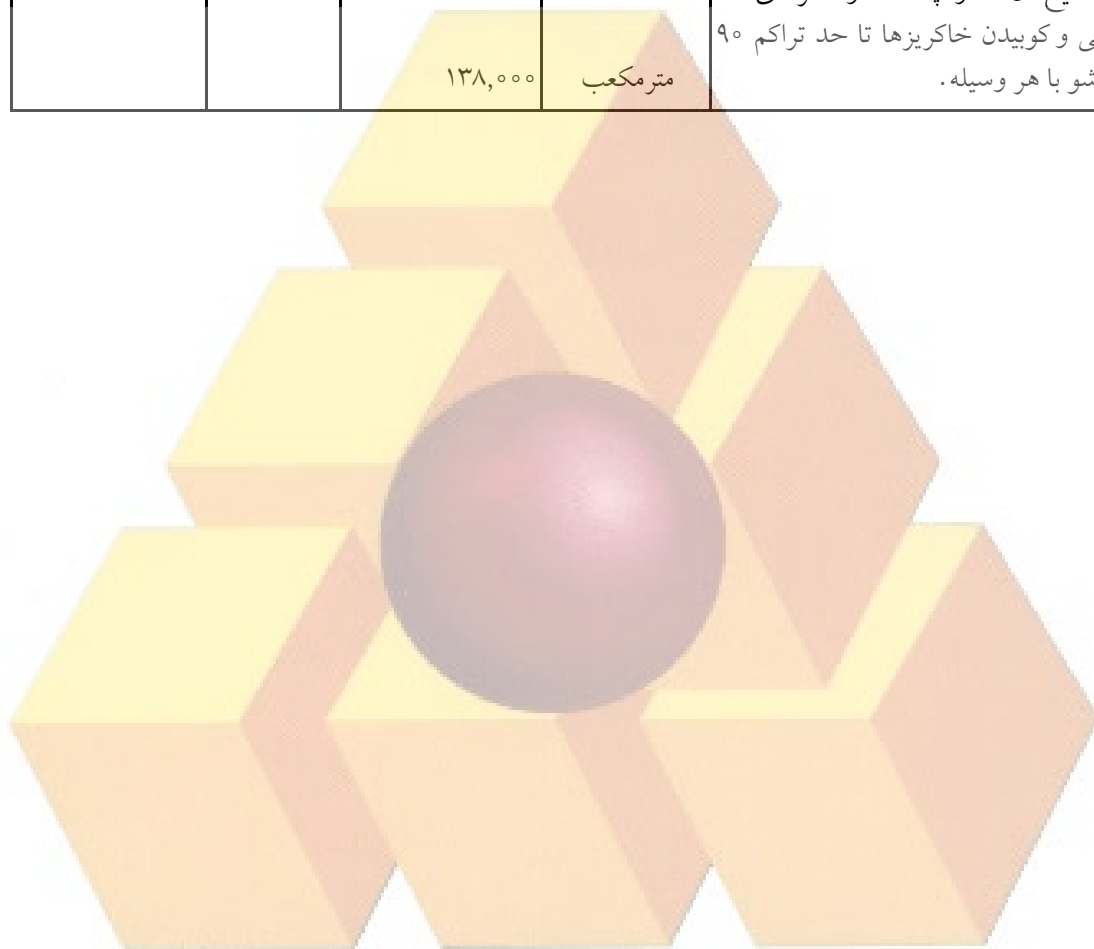 ی و کوبیدن خاکریزها تا حد تراکم ۹۰
شو با هر وسیله. مترمکعب ۱۳۸,۰۰۰